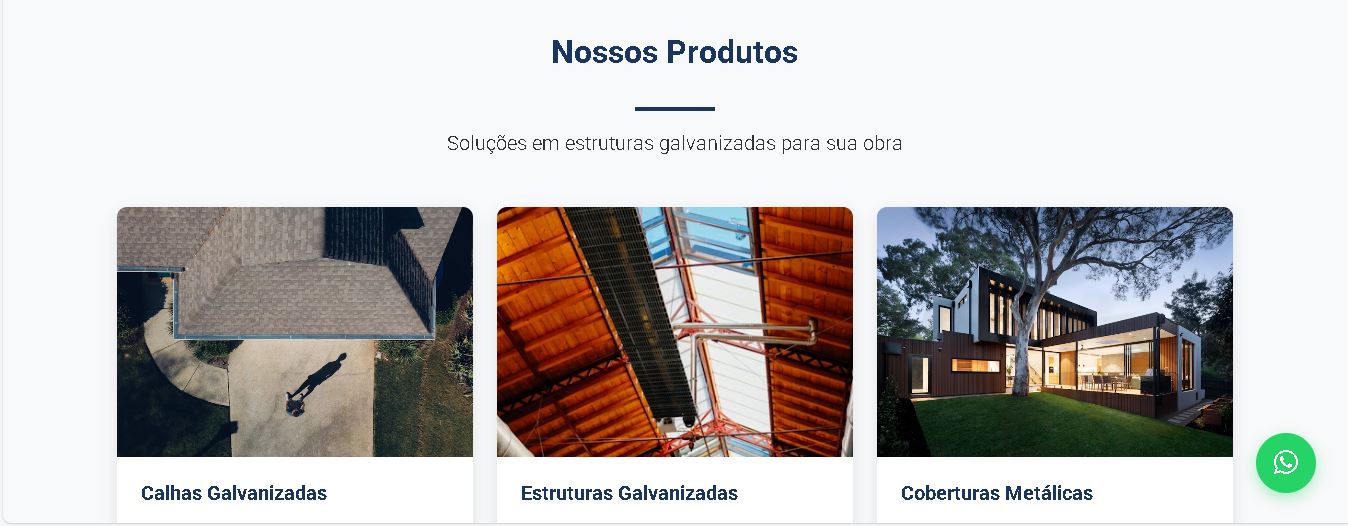 Nossos Produtos
Soluções em estruturas galvanizadas para sua obra
Calhas Galvanizadas
Estruturas Galvanizadas
Coberturas Metálicas